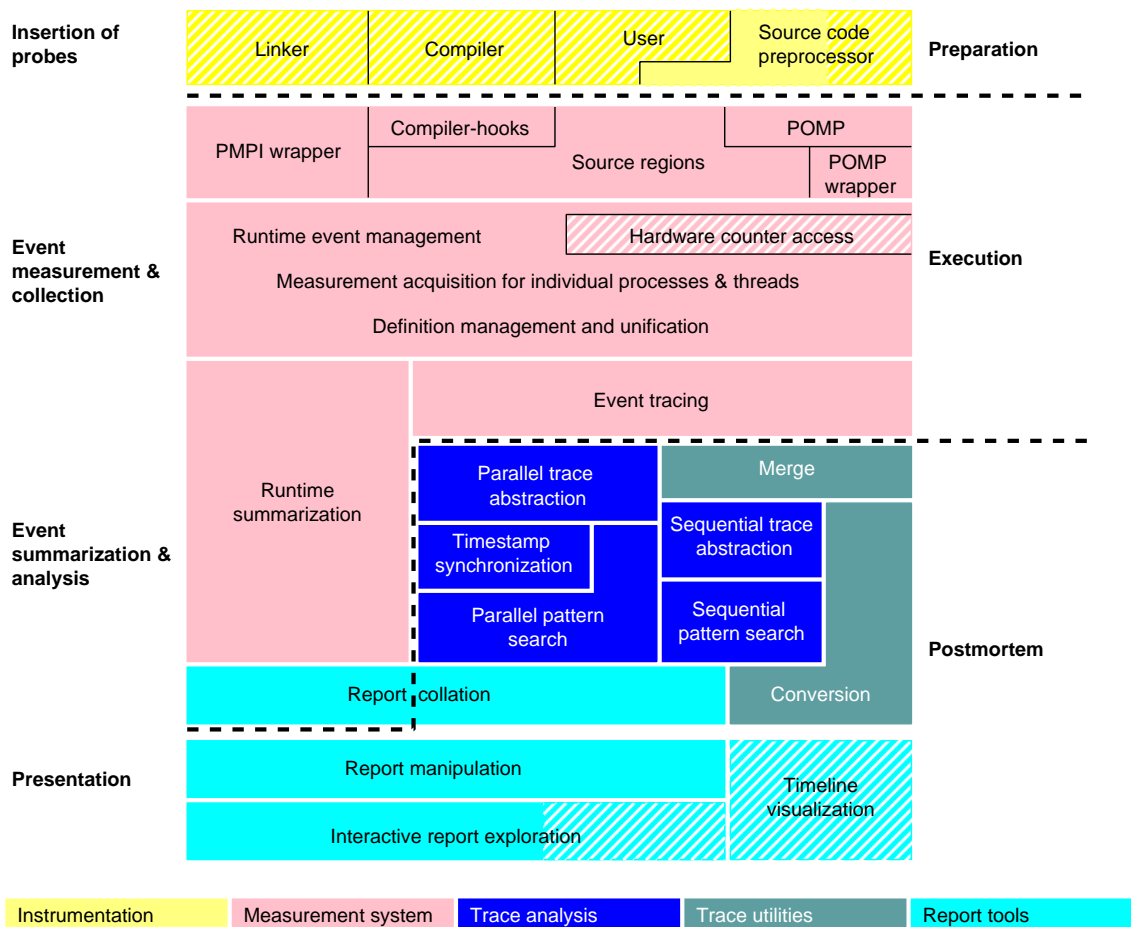 Insertion of
probes
Linker
Compiler
User
Source code
preprocessor
Preparation
PMPI wrapper
Compiler-hooks
Source regions
POMP
POMP
wrapper
Event
measurement &
collection
Runtime event management
Hardware counter access
Measurement acquisition for individual processes & threads
Definition management and unification
Execution
Event tracing
Runtime
summarization
Event
summarization &
analysis
Parallel trace
abstraction
Merge
Timestamp
synchronization
Sequential trace
abstraction
Parallel pattern
search
Sequential
pattern search
Postmortem
Report collation
Conversion
Presentation
Report manipulation
Timeline
visualization
Interactive report exploration
Instrumentation
Measurement system
Trace analysis
Trace utilities
Report tools